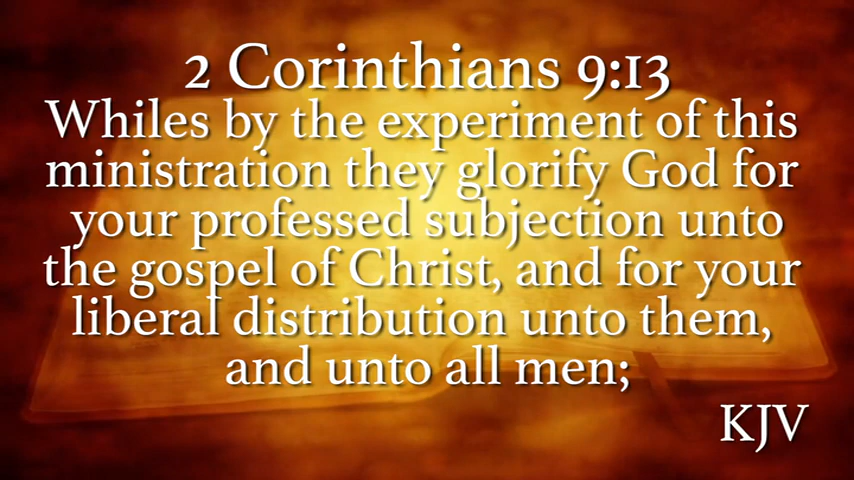 2 Corinthians 9:13
Whiles by the experiment of this
ministration they glorify God for
your professed subjection unto
the gospel of Christ, and for your
liberal distribution unto them,
and unto all men;
KJV